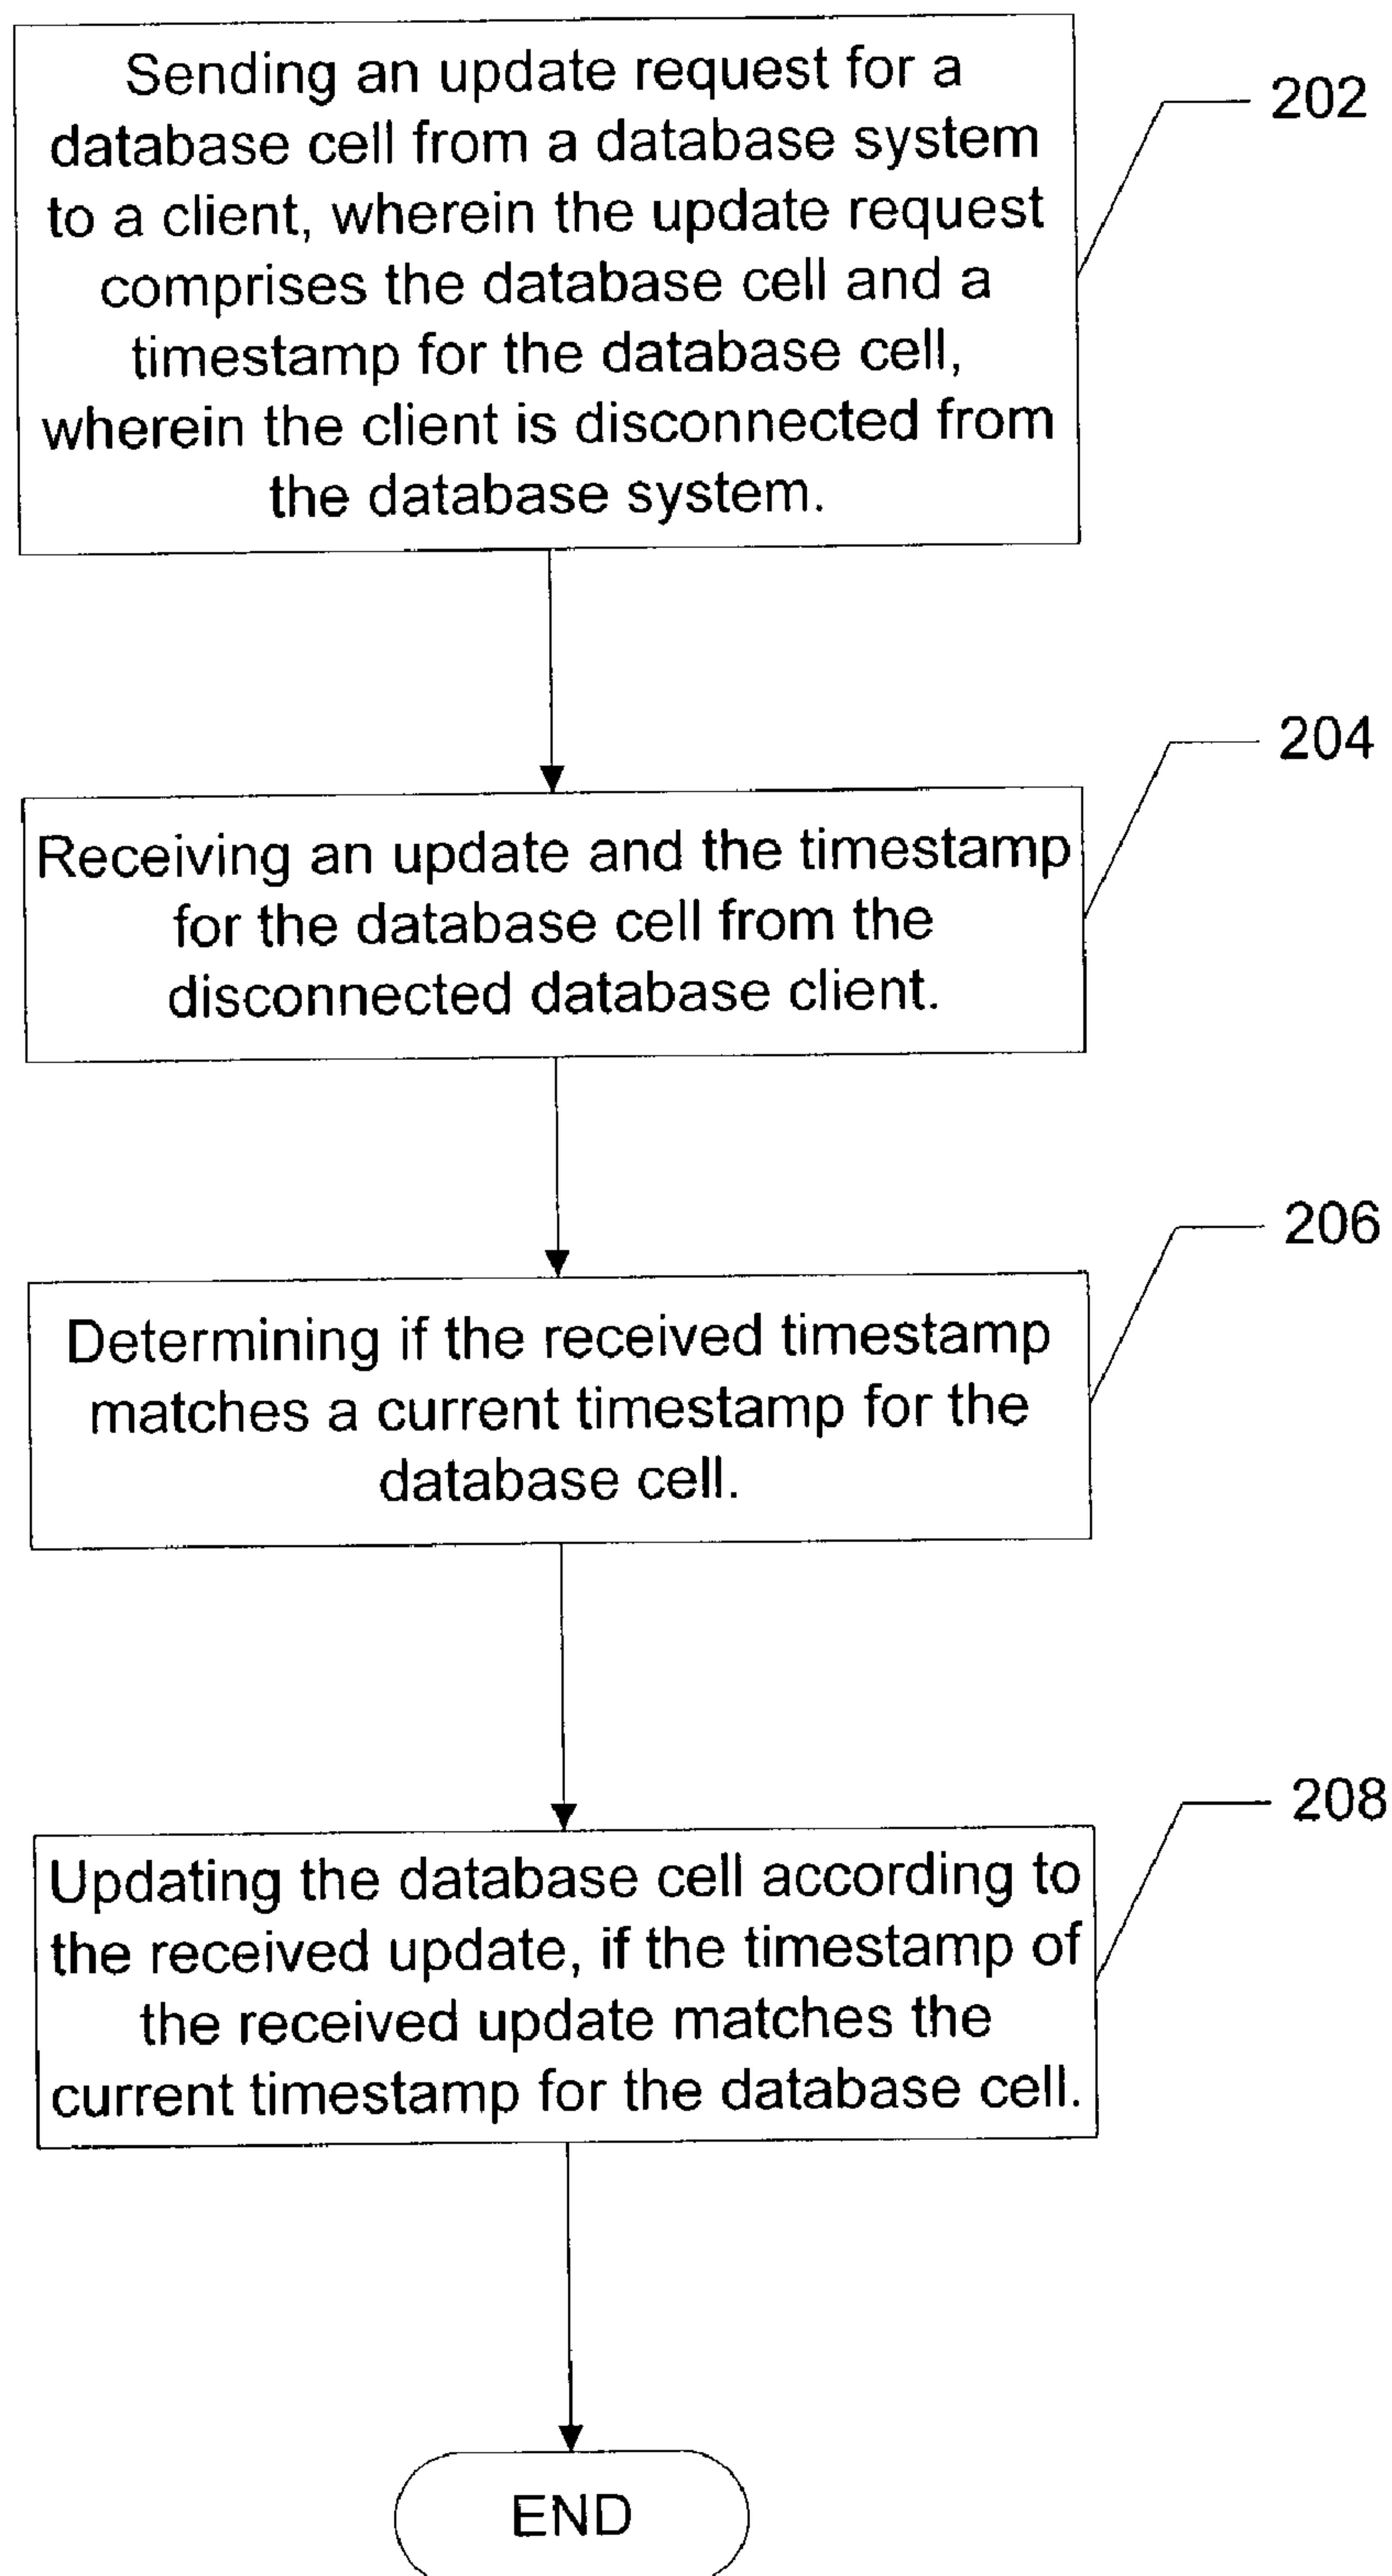 Sending an update request for a
database cell from a database system
to a client, wherein the update request
comprises the database cell and a
timestamp for the database cell,
wherein the client is disconnected from
the database system.
202
Receiving an update and the timestamp
for the database cell from the
disconnected database client.
204
Determining if the received timestamp
matches a current timestamp for the
database cell.
206
Updating the database cell according to
the received update, if the timestamp of
the received update matches the
current timestamp for the database cell.
208
END